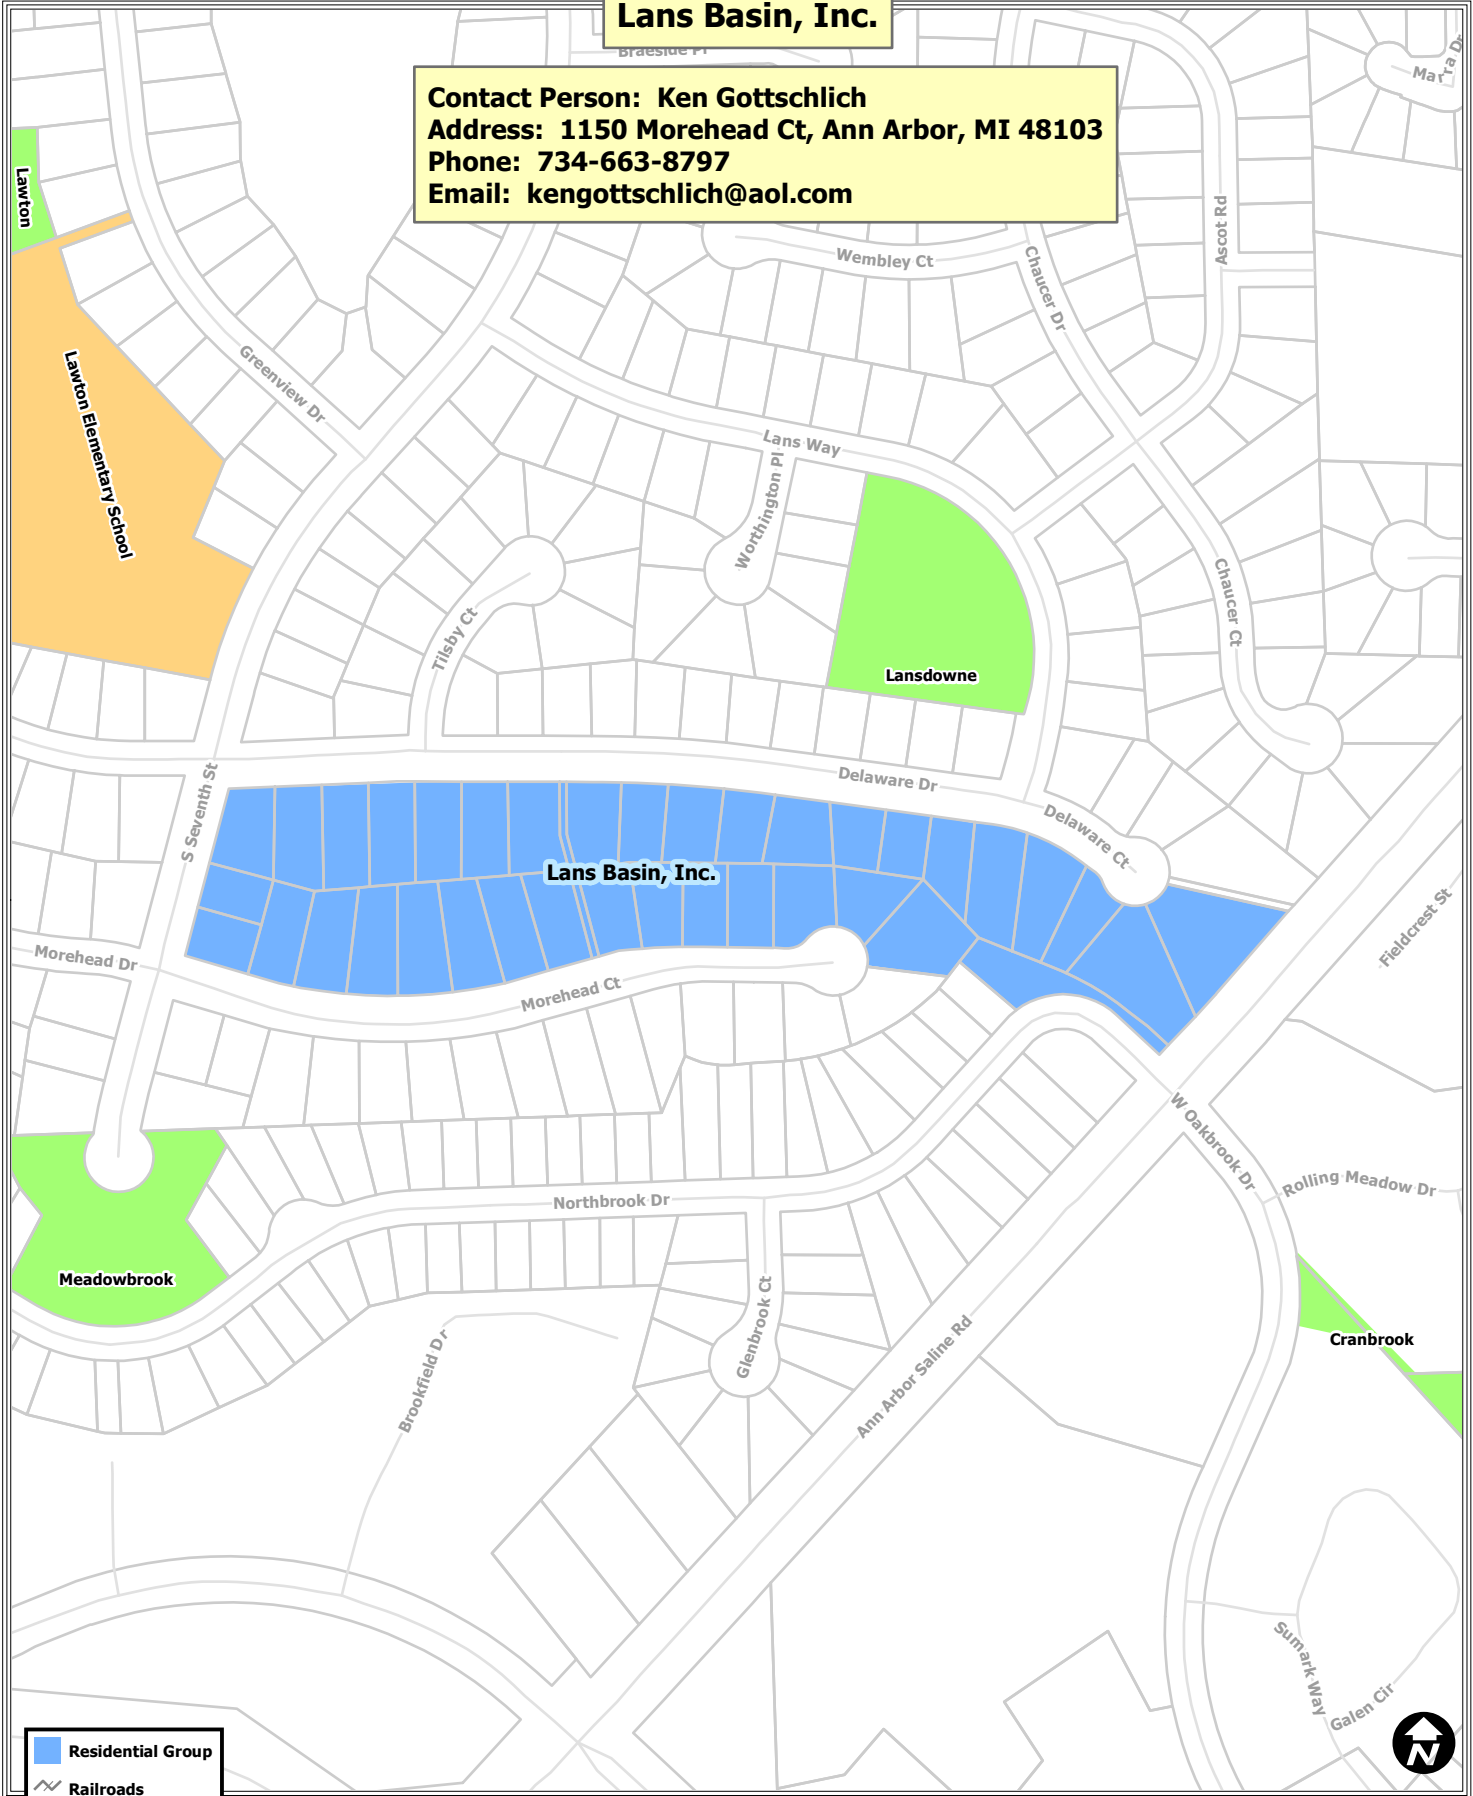 Lans Basin, Inc.
Braeside Pl
Contact Person:  Ken Gottschlich
Address:  1150 Morehead Ct, Ann Arbor, MI 48103
Phone:  734-663-8797
Email:  kengottschlich@aol.com
Lawton
Wembley Ct
Ascot Rd
Chaucer Dr
Greenview Dr
Lawton Elementary School
Lans Way
Worthington Pl
Tilsby Ct
Chaucer Ct
Lansdowne
Delaware Dr
S Seventh St
Delaware Ct
Lans Basin, Inc.
Fieldcrest St
Morehead Dr
Morehead Ct
W Oakbrook Dr
Rolling Meadow Dr
Northbrook Dr
Meadowbrook
Glenbrook Ct
Brookfield Dr
Ann Arbor Saline Rd
Cranbrook
Sumark Way
Galen Cir
N
Residential Group
Railroads